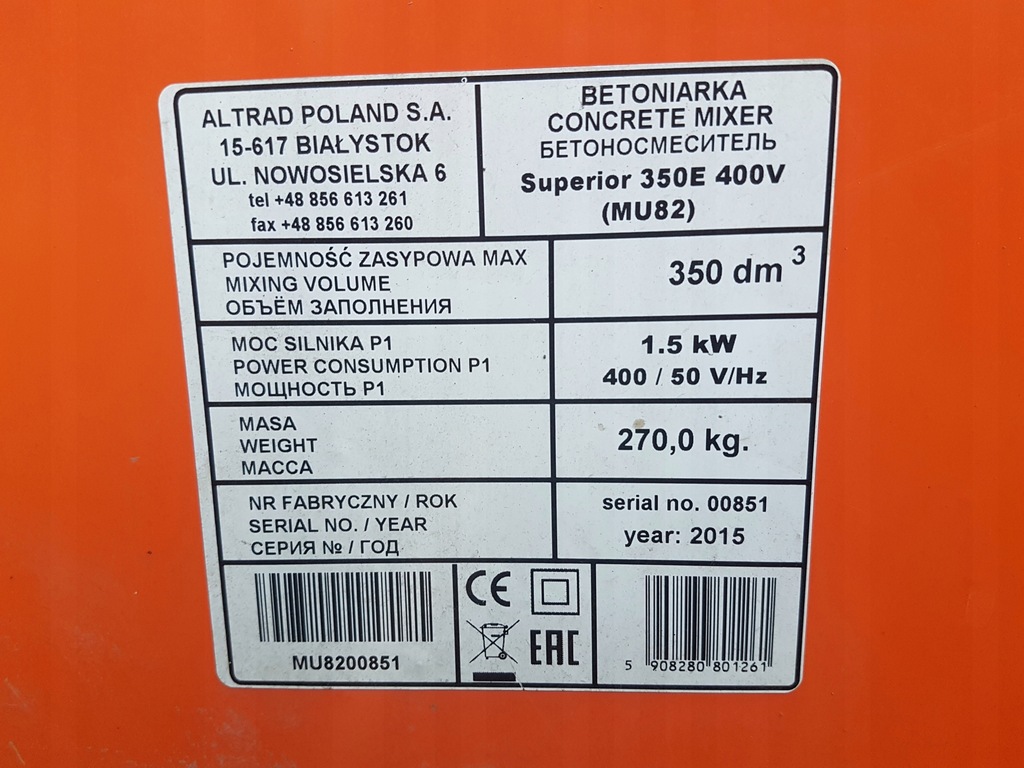 ALTRAD POLAND S.A.
15-617 BIAŁYSTOK
UL. NOWOSIELSKA 6
tel +48 856 613 261
fax +48 856 613 260
BETONIARKA
CONCRETE MIXER
БЕТОНОСМЕСИТЕЛЬ
Superior 350E 400V
(MU82)
POJEMNOŚĆ ZASYPOWA MAX
MIXING VOLUME
ОБЪЁМ ЗАПОЛНЕНИЯ
350 dm³
MOC SILNIKA P1
POWER CONSUMPTION P1
МОЩНОСТЬ P1
1.5 kW
400 / 50 V/Hz
MASA
WEIGHT
МАССА
270,0 kg.
NR FABRYCZNY / ROK
SERIAL NO. / YEAR
СЕРИЯ № / ГОД
serial no. 00851
year: 2015
MU8200851
CE
EAC
5 908280 801261